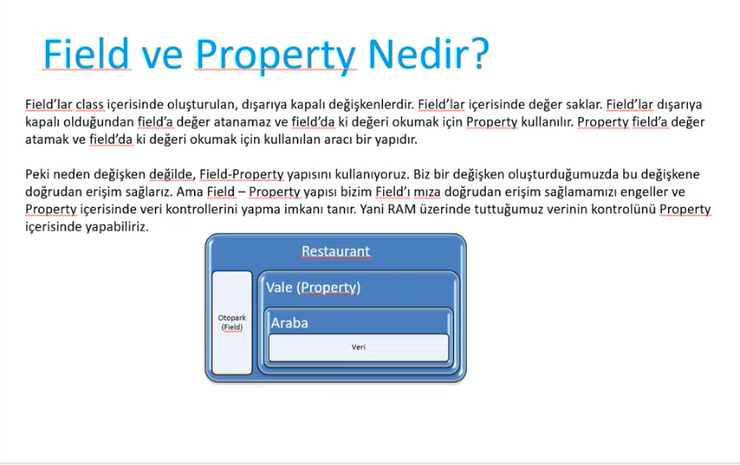 Field ve Property Nedir?
Field'lar class içerisinde oluşturulan, dışarıya kapalı değişkenlerdir. Field'lar içerisinde değer saklar. Field'lar dışarıya
kapalı olduğundan field'a değer atanamaz ve field'da ki değeri okumak için Property kullanılır. Property field'a değer
atamak ve field'da ki değeri okumak için kullanılan aracı bir yapıdır.
Peki neden değişken değilde, Field-Property yapısını kullanıyoruz. Biz bir değişken oluşturduğumuzda bu değişkene
doğrudan erişim sağlarız. Ama Field – Property yapısı bizim Field'ı mıza doğrudan erişim sağlamamızı engeller ve
Property içerisinde veri kontrollerini yapma imkanı tanır. Yani RAM üzerinde tuttuğumuz verinin kontrolünü Property
içerisinde yapabiliriz.
Restaurant
Vale (Property)
Otopark
(Field)
Araba
Veri